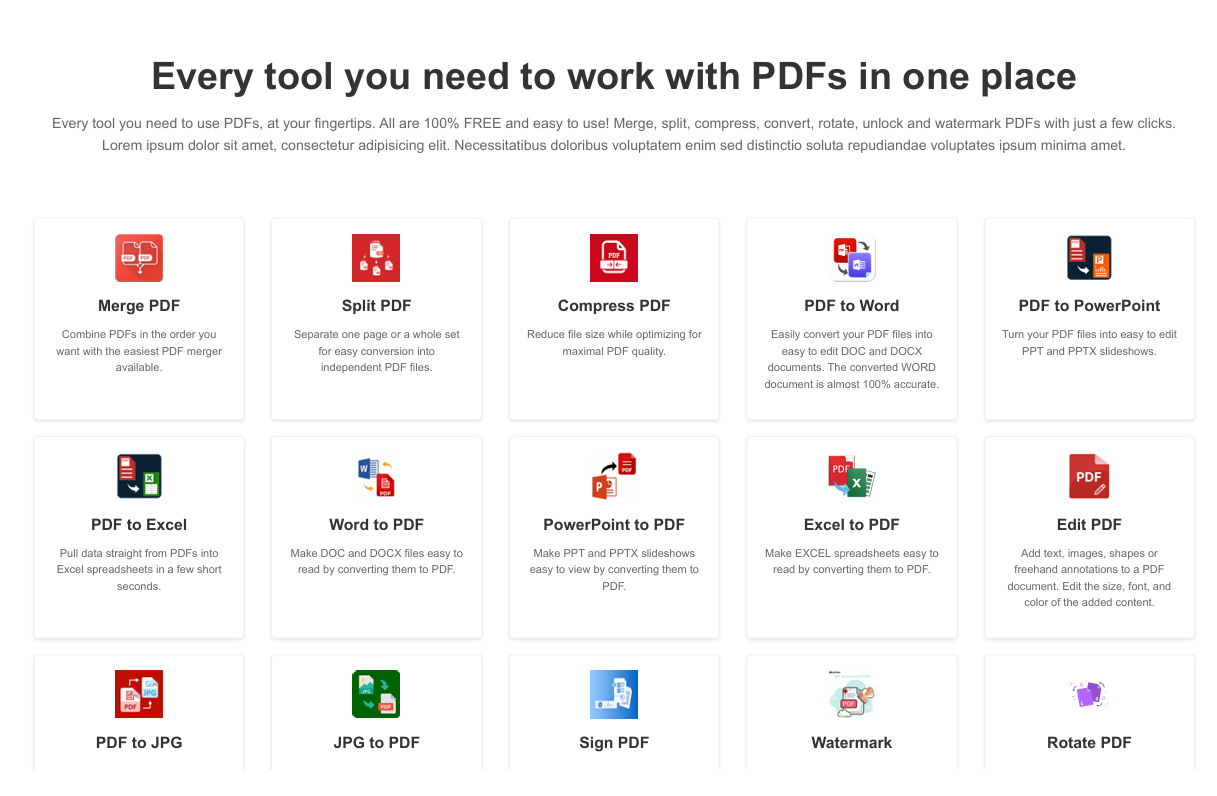 Every tool you need to work with PDFs in one place
Every tool you need to use PDFs, at your fingertips. All are 100% FREE and easy to use! Merge, split, compress, convert, rotate, unlock and watermark PDFs with just a few clicks.
Lorem ipsum dolor sit amet, consectetur adipisicing elit. Necessitatibus doloribus voluptatem enim sed distinctio soluta repudiandae voluptates ipsum minima amet.
PDF PDF
Merge PDF
Combine PDFs in the order you
want with the easiest PDF merger
available.
Split PDF
Separate one page or a whole set
for easy conversion into
independent PDF files.
PDF
Compress PDF
Reduce file size while optimizing for
maximal PDF quality.
PDF to Word
Easily convert your PDF files into
easy to edit DOC and DOCX
documents. The converted WORD
document is almost 100% accurate.
P
PDF to PowerPoint
Turn your PDF files into easy to edit
PPT and PPTX slideshows.
X
PDF to Excel
Pull data straight from PDFs into
Excel spreadsheets in a few short
seconds.
W
PDF
Word to PDF
Make DOC and DOCX files easy to
read by converting them to PDF.
PDF
P
PowerPoint to PDF
Make PPT and PPTX slideshows
easy to view by converting them to
PDF.
PDF
X
Excel to PDF
Make EXCEL spreadsheets easy to
read by converting them to PDF.
PDF
Edit PDF
Add text, images, shapes or
freehand annotations to a PDF
document. Edit the size, font, and
color of the added content.
JPG
PDF
PDF to JPG
JPG
PDF
JPG to PDF
Sign PDF
PDF
Watermark
Rotate PDF